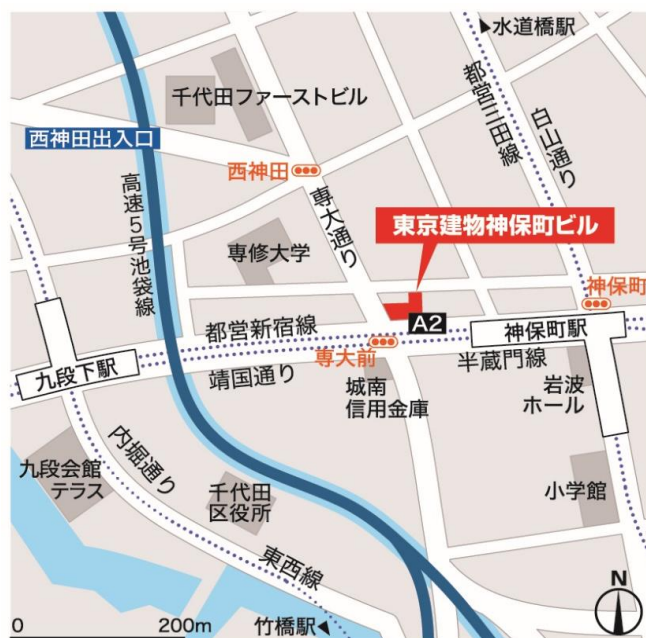 水道橋駅
千代田ファーストビル
都営三田線
白山通り
西神田出入口
西神田
高速5号池袋線
専大通り
東京建物神保町ビル
専修大学
神保町
A2
都営新宿線
神保町駅
専大前
半蔵門線
九段下駅
靖国通り
城南
信用金庫
岩波
ホール
内堀通り
九段会館
テラス
千代田
区役所
小学館
東西線
N
0
200m
竹橋駅